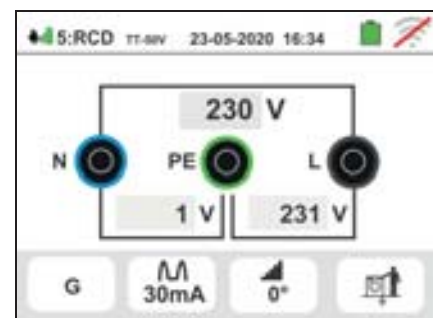 5:RCD TT-50V 23-05-2020 16:34
230 V
N PE L
1 V 231 V
G 30mA 0°